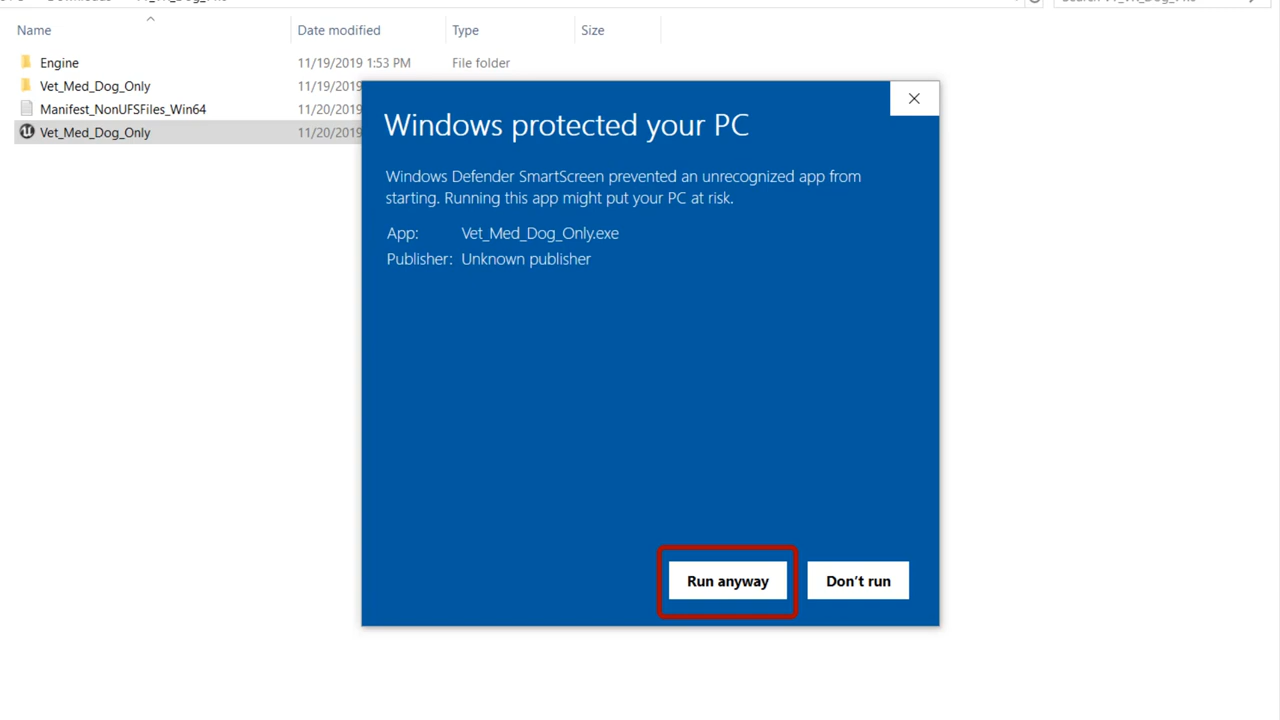 Name
Date modified
Type
Size
Engine
11/19/2019 1:53 PM
File folder
Vet_Med_Dog_Only
11/19/2019
Manifest_NonUFSFiles_Win64
11/20/2019
Vet_Med_Dog_Only
11/20/2019
Windows protected your PC
Windows Defender SmartScreen prevented an unrecognized app from
starting. Running this app might put your PC at risk.
App: Vet_Med_Dog_Only.exe
Publisher: Unknown publisher
Run anyway
Don't run